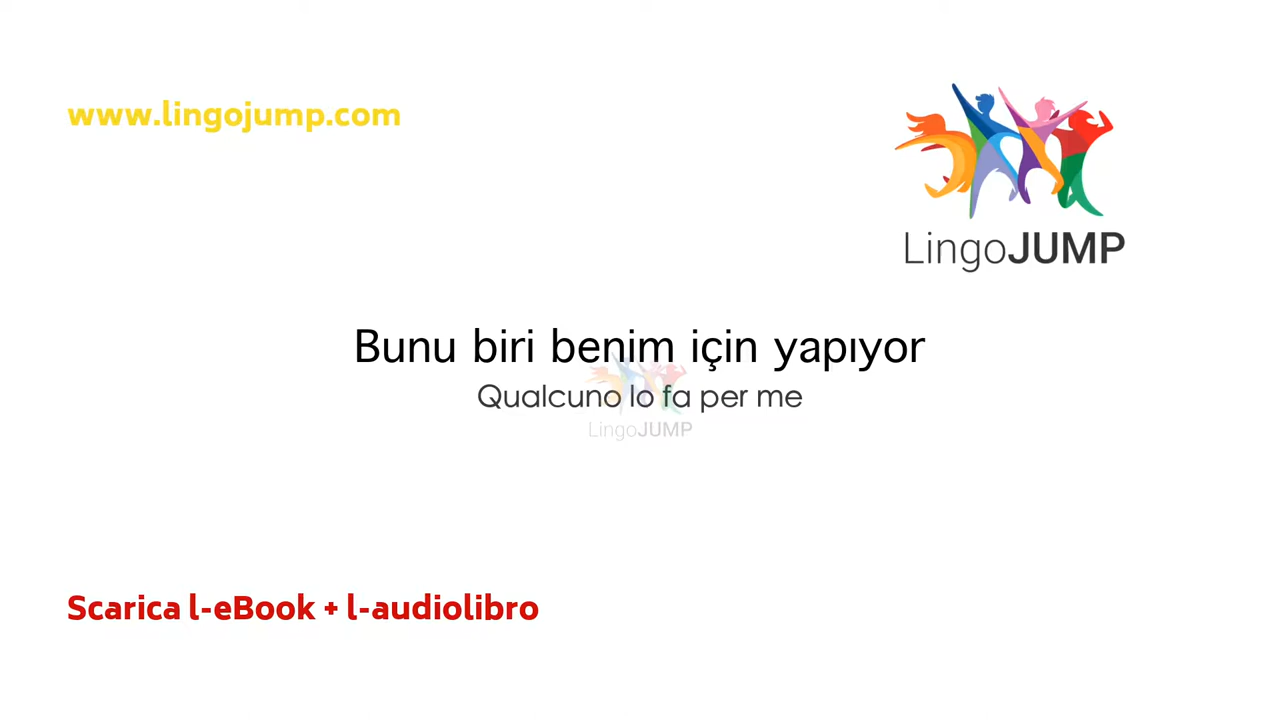 www.lingojump.com
LingoJUMP
Bunu biri benim için yapıyor
Qualcuno lo fa per me
LingoJUMP
Scarica l-eBook + l-audiolibro